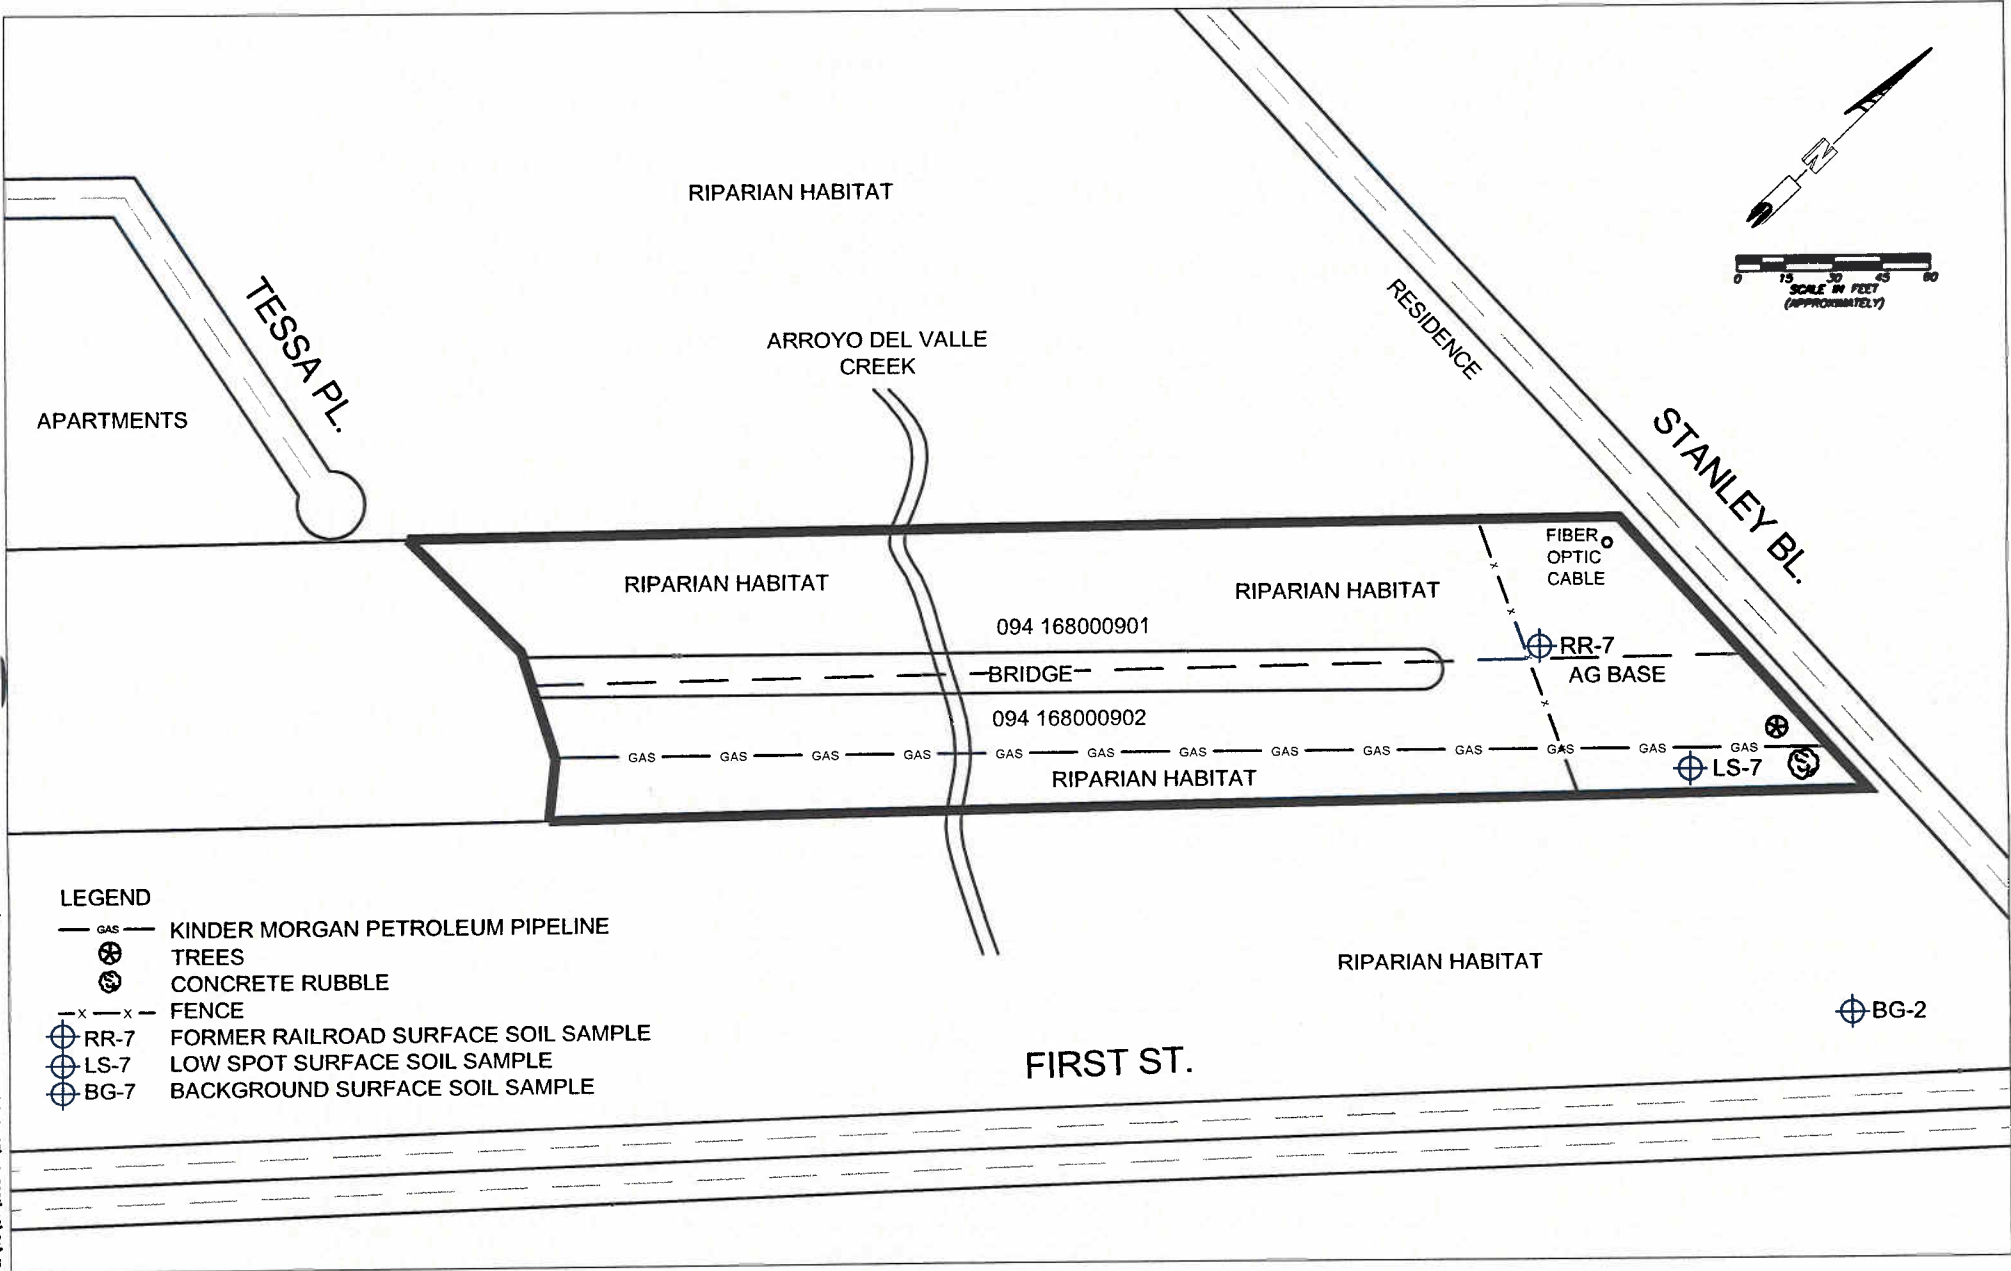 RIPARIAN HABITAT
N
0 15 30 45 60
SCALE IN FEET
(APPROXIMATELY)
TESSA PL.
RESIDENCE
ARROYO DEL VALLE
CREEK
APARTMENTS
STANLEY BL.
FIBER
OPTIC
CABLE
RIPARIAN HABITAT
RIPARIAN HABITAT
094 168000901
x
x
RR-7
BRIDGE
AG BASE
x
094 168000902
GAS GAS GAS GAS GAS GAS GAS GAS GAS GAS GAS GAS GAS
RIPARIAN HABITAT
LS-7
LEGEND
GAS KINDER MORGAN PETROLEUM PIPELINE
TREES
CONCRETE RUBBLE
x x FENCE
RR-7 FORMER RAILROAD SURFACE SOIL SAMPLE
LS-7 LOW SPOT SURFACE SOIL SAMPLE
BG-7 BACKGROUND SURFACE SOIL SAMPLE
RIPARIAN HABITAT
BG-2
FIRST ST.